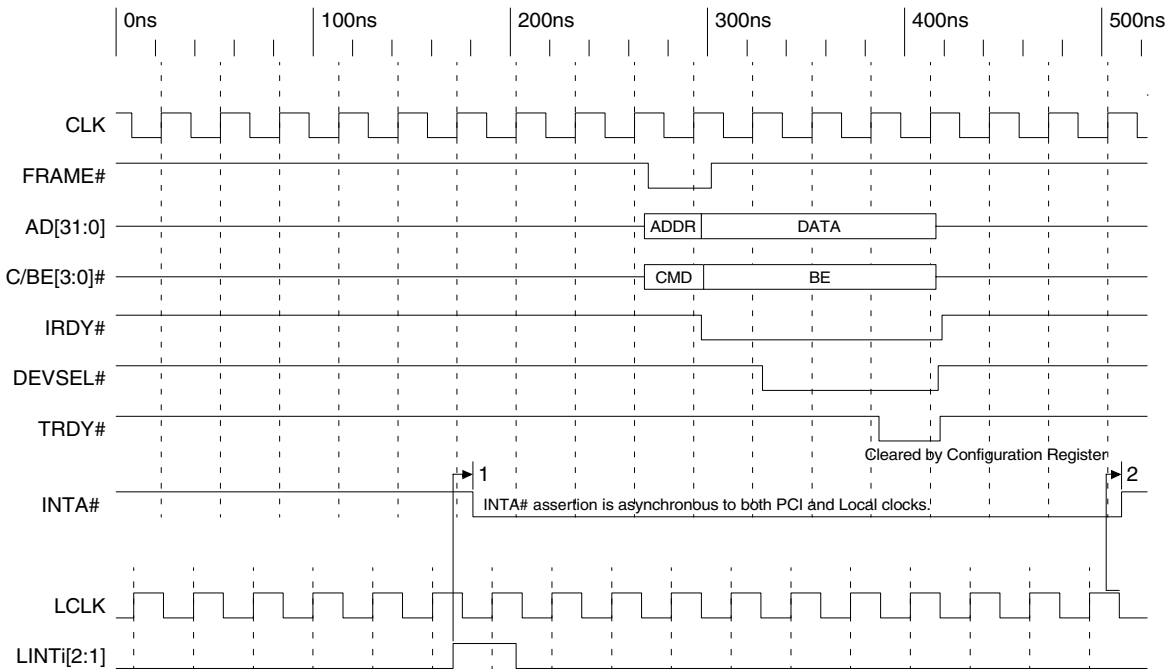 0ns 100ns 200ns 300ns 400ns 500ns
CLK
FRAME#
AD[31:0] ADDR DATA
C/BE[3:0]# CMD BE
IRDY#
DEVSEL#
TRDY#
Cleared by Configuration Register
1 2
INTA# INTA# assertion is asynchronous to both PCI and Local clocks.
LCLK
LINTi[2:1]